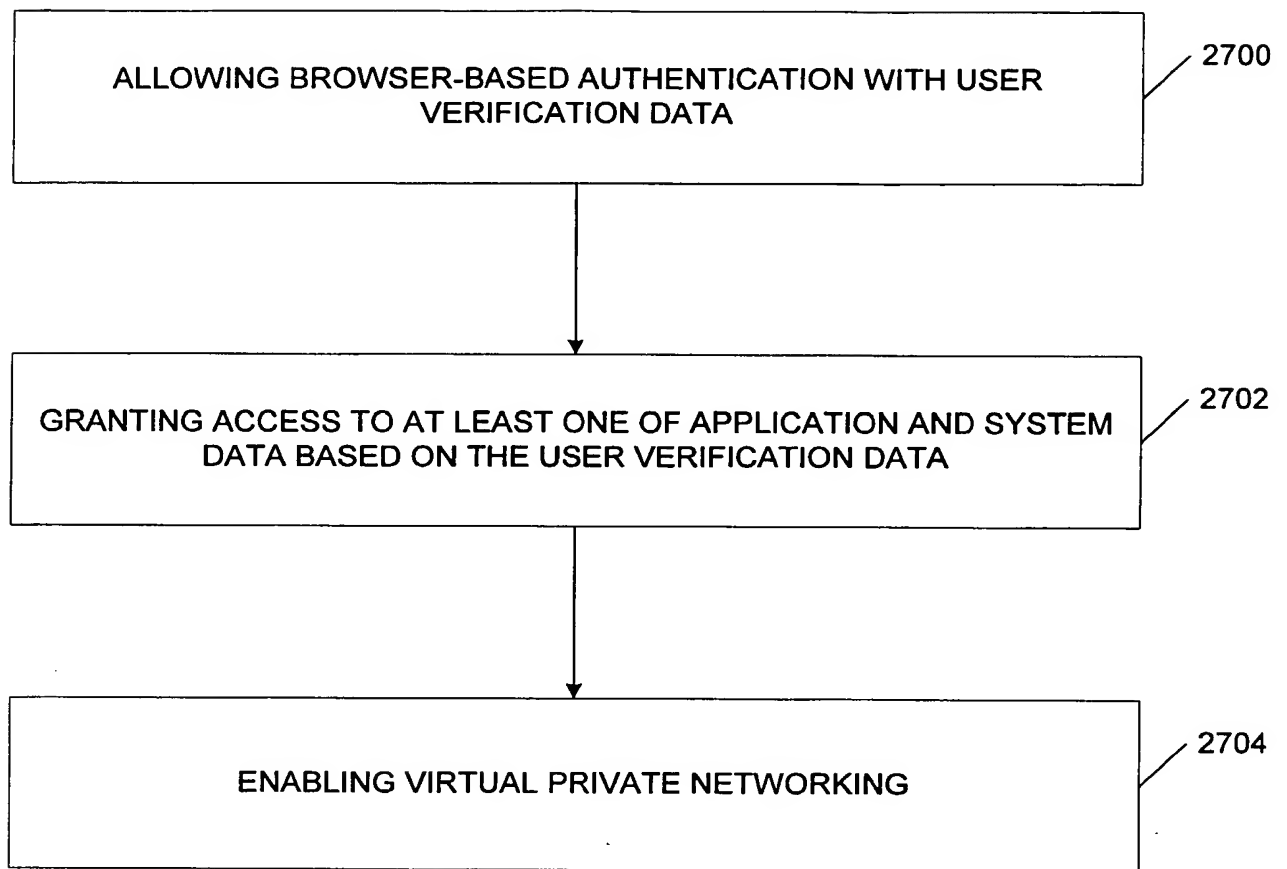 2700
ALLOWING BROWSER-BASED AUTHENTICATION WITH USER
VERIFICATION DATA
2702
GRANTING ACCESS TO AT LEAST ONE OF APPLICATION AND SYSTEM
DATA BASED ON THE USER VERIFICATION DATA
2704
ENABLING VIRTUAL PRIVATE NETWORKING